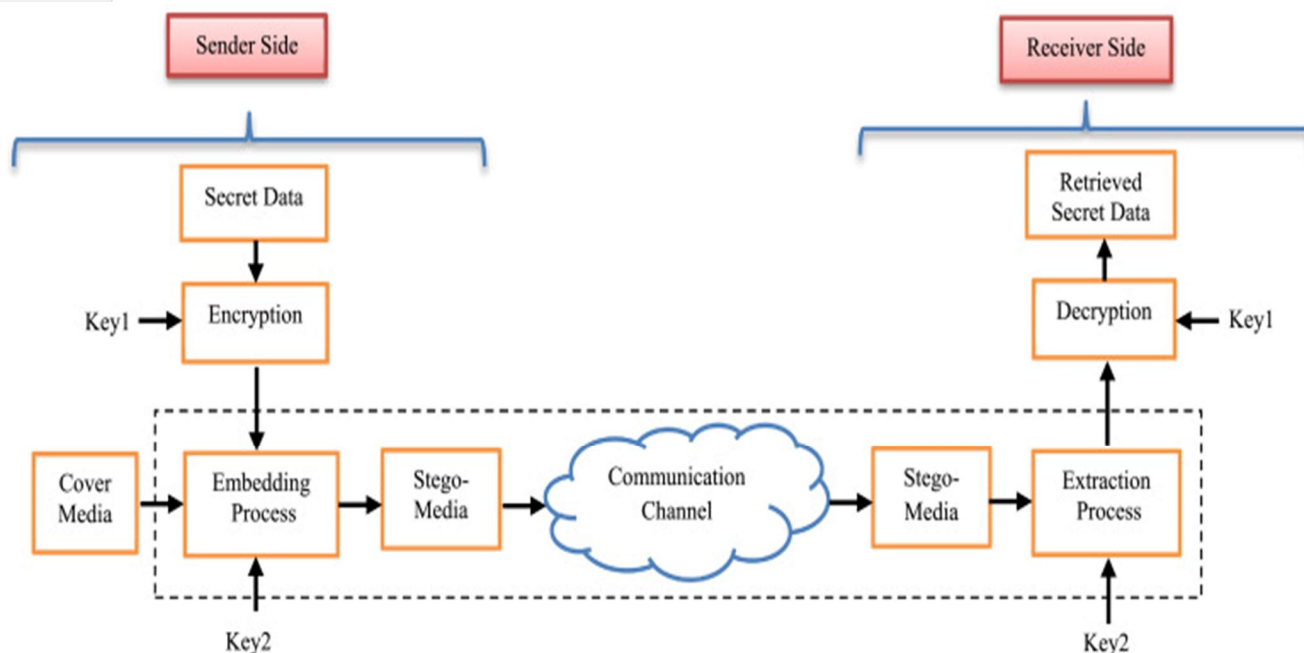 Sender Side
Receiver Side
Secret Data
Retrieved
Secret Data
Key1
Encryption
Decryption
Key1
Cover
Media
Embedding
Process
Stego-
Media
Communication
Channel
Stego-
Media
Extraction
Process
Key2
Key2